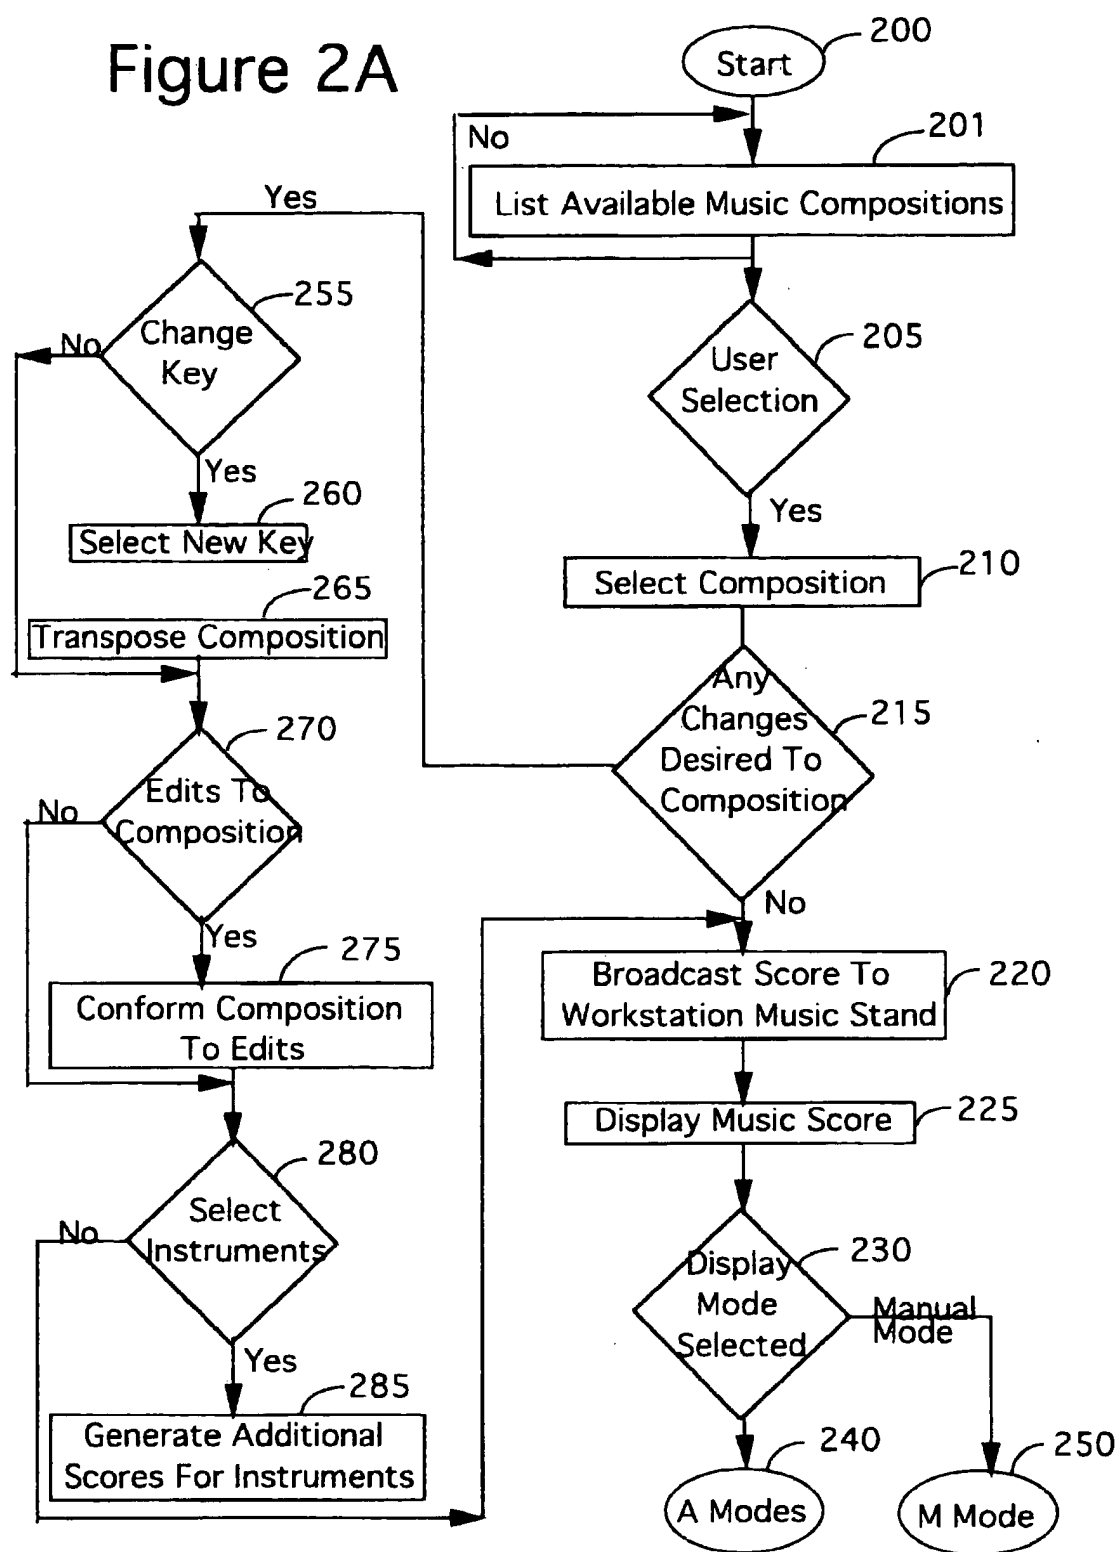 Figure 2A
Start
200
No
201
List Available Music Compositions
User
Selection
205
Yes
Select Composition
210
Any
Changes
Desired To
Composition
215
Yes
Change
Key
255
No
Yes
260
Select New Key
265
Transpose Composition
Edits To
Composition
270
No
Yes
275
Conform Composition
To Edits
Select
Instruments
280
No
Yes
285
Generate Additional
Scores For Instruments
No
Broadcast Score To
Workstation Music Stand
220
Display Music Score
225
Display
Mode
Selected
230
Manual
Mode
240
A Modes
250
M Mode